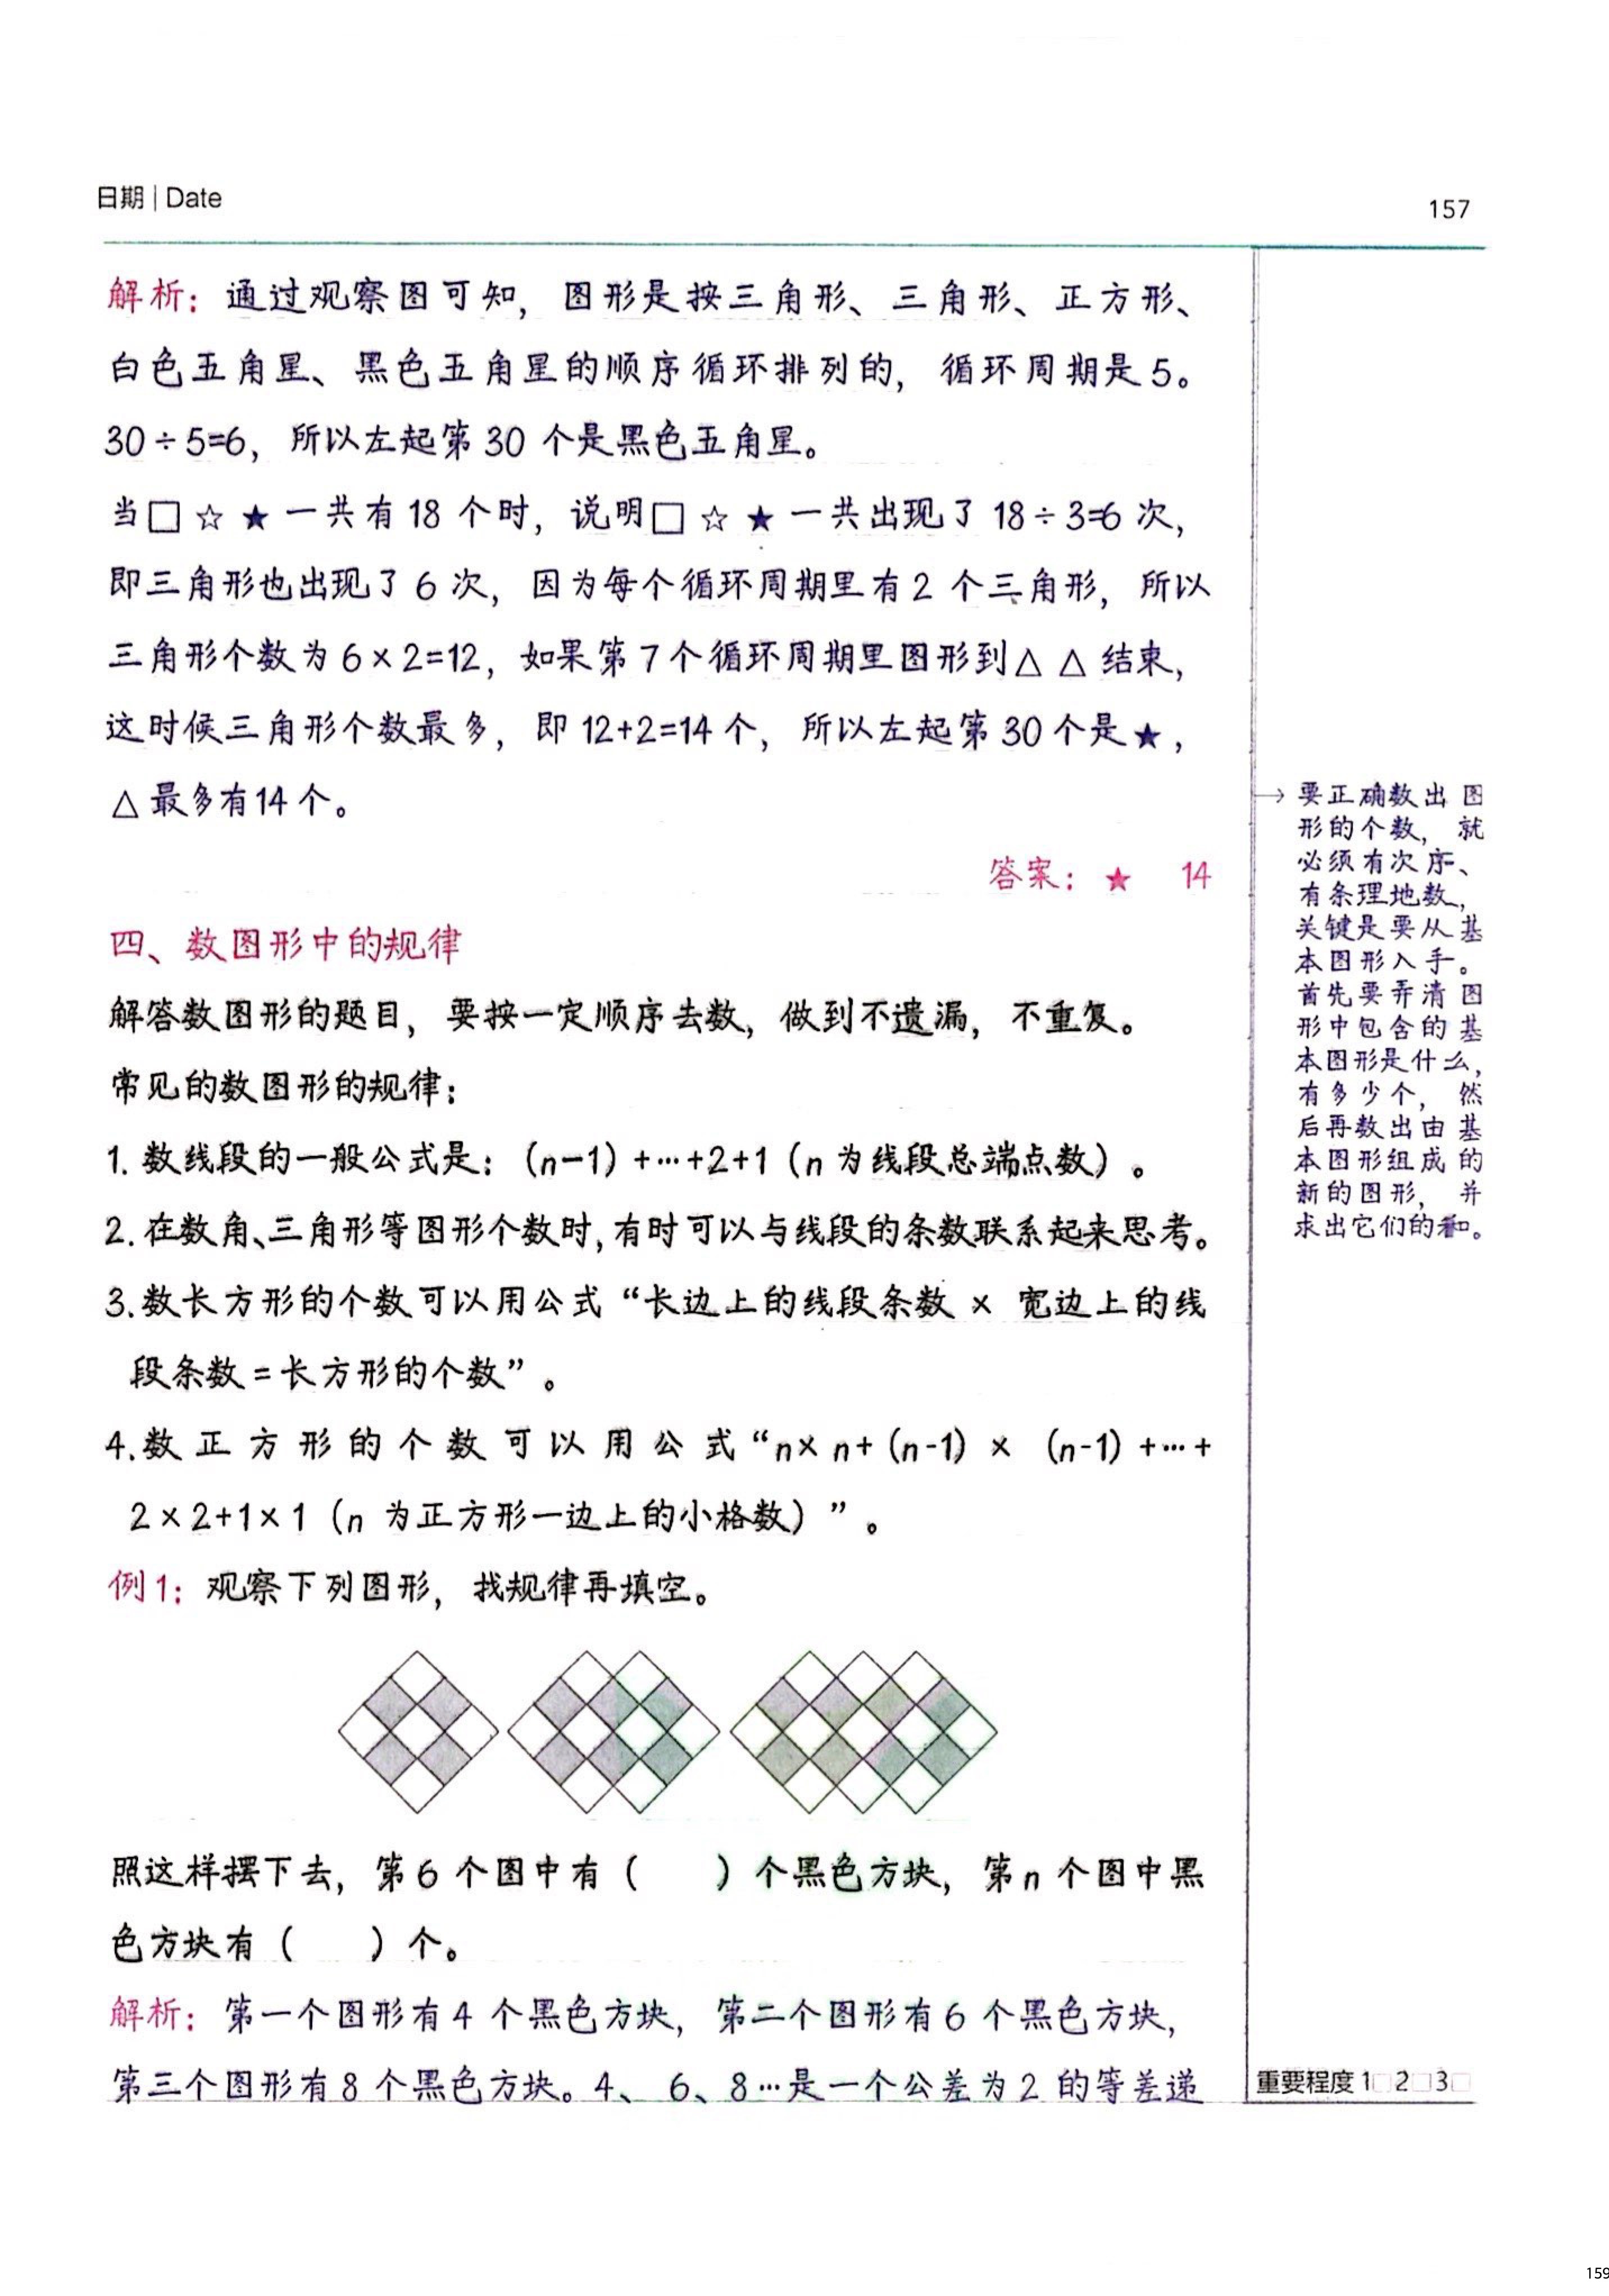 日期 | Date
157
解析：通过观察图可知，图形是按三角形、三角形、正方形、
白色五角星、黑色五角星的顺序循环排列的，循环周期是5。
30÷5=6，所以左起第30个是黑色五角星。
当□☆★一共有18个时，说明□☆★一共出现了18÷3=6次，
即三角形也出现了6次，因为每个循环周期里有2个三角形，所以
三角形个数为6×2=12，如果第7个循环周期里图形到△△结束，
这时候三角形个数最多，即12+2=14个，所以左起第30个是★，
△最多有14个。
答案：★ 14
四、数图形中的规律
解答数图形的题目，要按一定顺序去数，做到不遗漏，不重复。
常见的数图形的规律：
1.数线段的一般公式是：（n-1）+…+2+1（n为线段总端点数）。
2.在数角、三角形等图形个数时，有时可以与线段的条数联系起来思考。
3.数长方形的个数可以用公式“长边上的线段条数×宽边上的线
段条数=长方形的个数”。
4.数正方形的个数可以用公式“n×n+（n-1）×（n-1）+…+
2×2+1×1（n为正方形一边上的小格数）”。
例1：观察下列图形，找规律再填空。
照这样摆下去，第6个图中有（ ）个黑色方块，第n个图中黑
色方块有（ ）个。
解析：第一个图形有4个黑色方块，第二个图形有6个黑色方块，
第三个图形有8个黑色方块。4、6、8…是一个公差为2的等差递
→要正确数出图
形的个数，就
必须有次序、
有条理地数，
关键是要从基
本图形入手。
首先要弄清图
形中包含的基
本图形是什么，
有多少个，然
后再数出由基
本图形组成的
新的图形，并
求出它们的和。
重要程度 1□ 2□ 3□
159